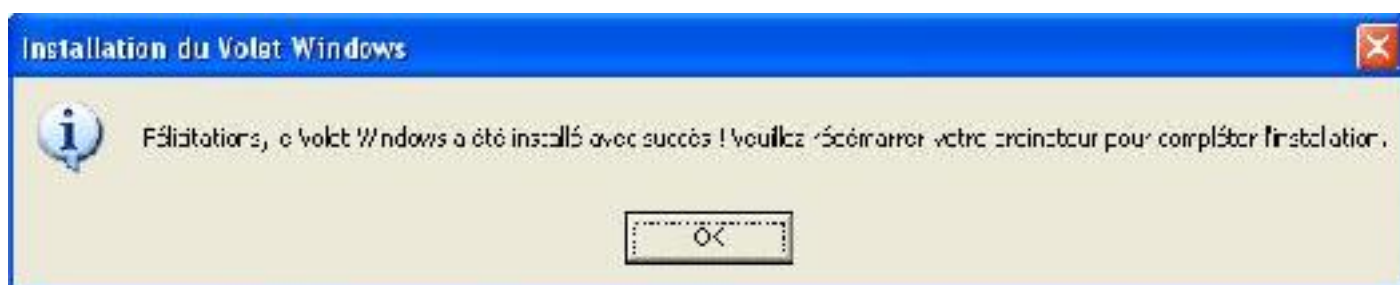 Installation du Volet Windows
Félicitations, le Volet Windows a été installé avec succès ! Veuillez redémarrer votre ordinateur pour compléter l'installation.
OK